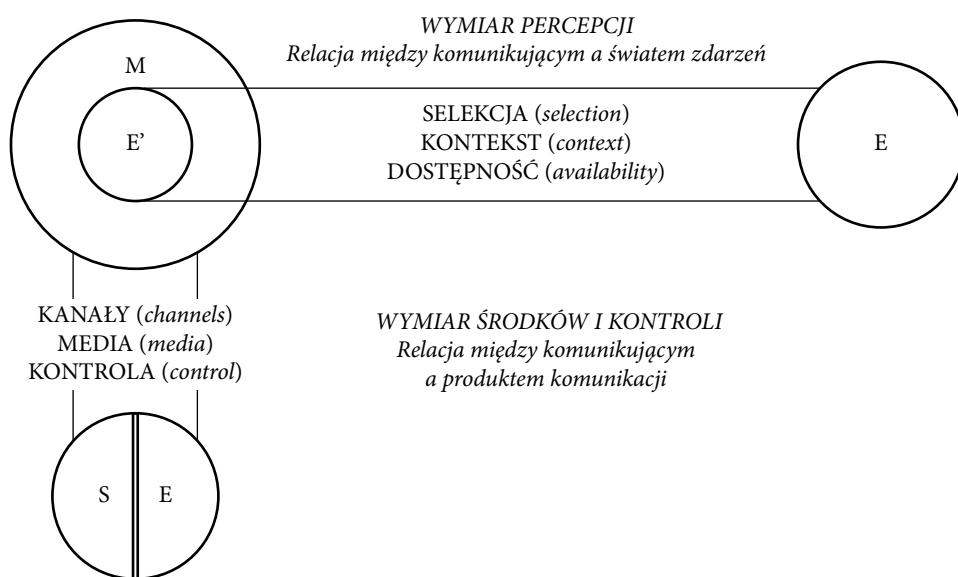 WYMIAR PERCEPCJI
Relacja między komunikującym a światem zdarzeń
M
E’
SELEKCJA (selection)
KONTEKST (context)
DOSTĘPNOŚĆ (availability)
E
KANAŁY (channels)
MEDIA (media)
KONTROLA (control)
WYMIAR ŚRODKÓW I KONTROLI
Relacja między komunikującym
a produktem komunikacji
S
E